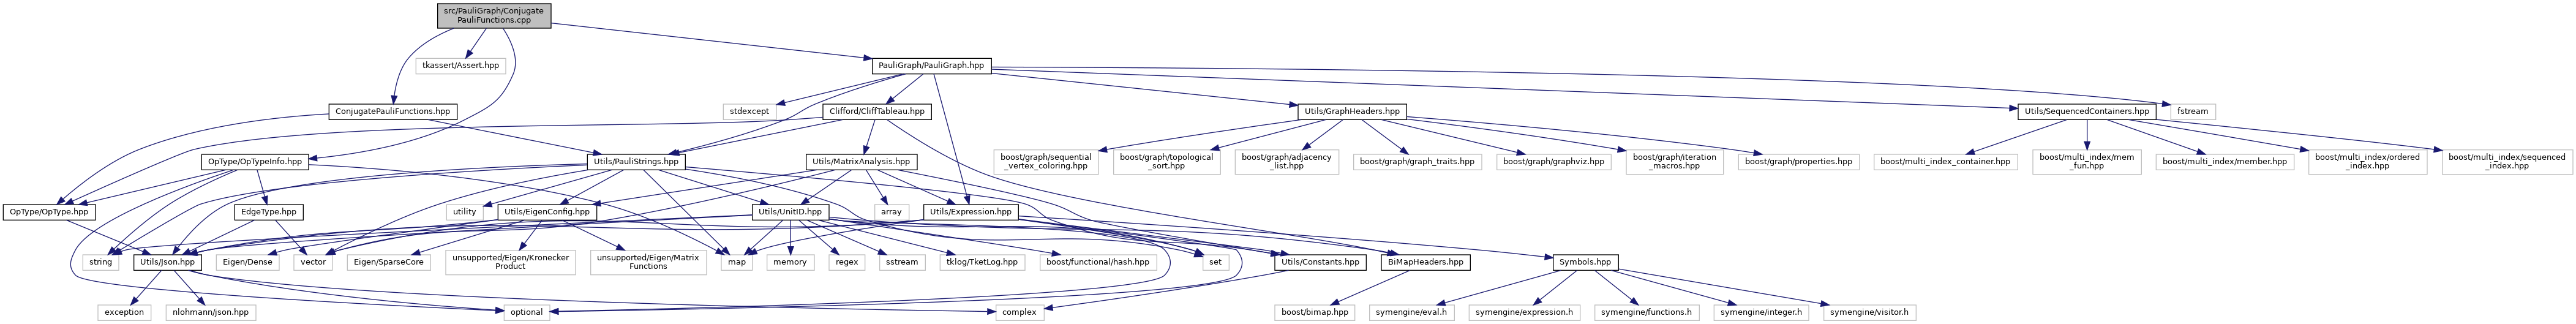 src/PauliGraph/Conjugate
PauliFunctions.cpp
tkassert/Assert.hpp
PauliGraph/PauliGraph.hpp
ConjugatePauliFunctions.hpp
stdexcept
Clifford/CliffTableau.hpp
Utils/GraphHeaders.hpp
Utils/SequencedContainers.hpp
fstream
OpType/OpTypeInfo.hpp
Utils/PauliStrings.hpp
Utils/MatrixAnalysis.hpp
boost/graph/sequential
_vertex_coloring.hpp
boost/graph/topological
_sort.hpp
boost/graph/adjacency
_list.hpp
boost/graph/graph_traits.hpp
boost/graph/graphviz.hpp
boost/graph/iteration
_macros.hpp
boost/graph/properties.hpp
boost/multi_index_container.hpp
boost/multi_index/mem
_fun.hpp
boost/multi_index/member.hpp
boost/multi_index/ordered
_index.hpp
boost/multi_index/sequenced
_index.hpp
OpType/OpType.hpp
EdgeType.hpp
utility
Utils/EigenConfig.hpp
Utils/UnitID.hpp
array
Utils/Expression.hpp
string
Utils/Json.hpp
Eigen/Dense
vector
Eigen/SparseCore
unsupported/Eigen/Kronecker
Product
unsupported/Eigen/Matrix
Functions
map
memory
regex
sstream
tklog/TketLog.hpp
boost/functional/hash.hpp
set
Utils/Constants.hpp
BiMapHeaders.hpp
Symbols.hpp
exception
nlohmann/json.hpp
optional
complex
boost/bimap.hpp
symengine/eval.h
symengine/expression.h
symengine/functions.h
symengine/integer.h
symengine/visitor.h